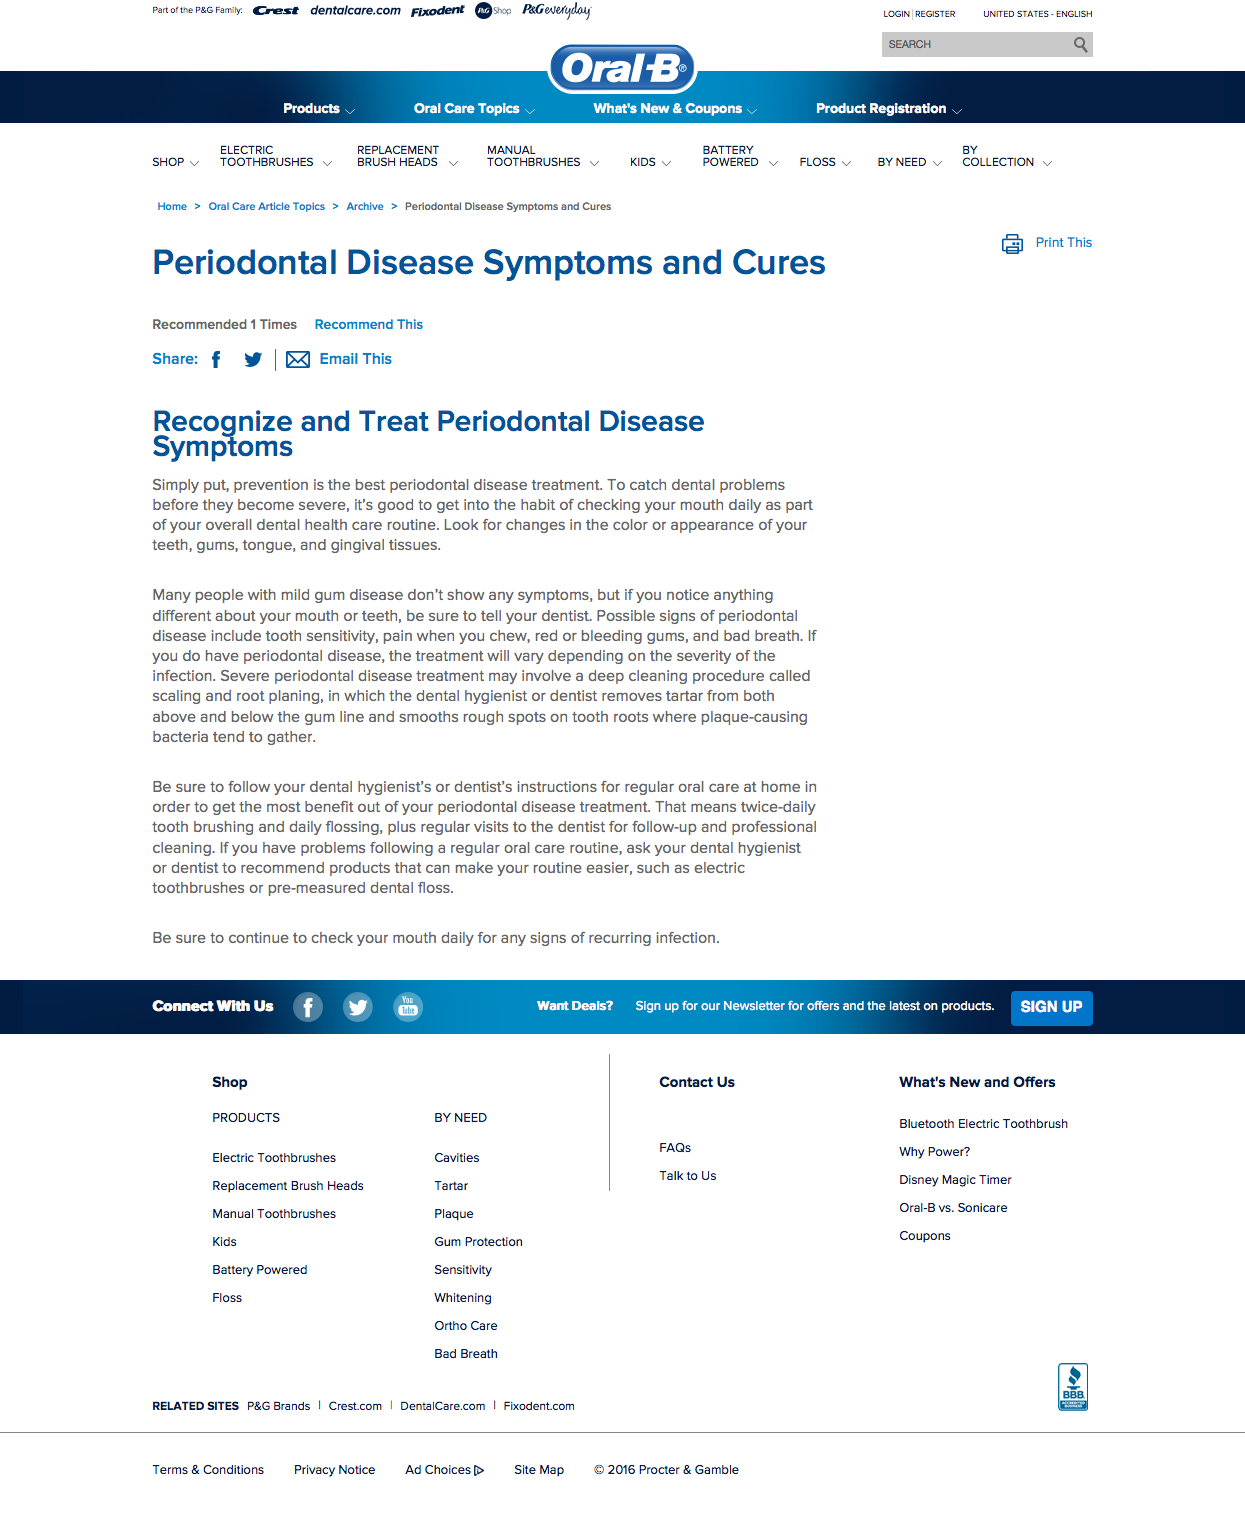 Part of the P&G Family: Crest dentalcare.com Fixodent P&G Shop P&G everyday
LOGIN | REGISTER UNITED STATES - ENGLISH
SEARCH
Oral-B®
Products Oral Care Topics What's New & Coupons Product Registration
SHOP
ELECTRIC
TOOTHBRUSHES
REPLACEMENT
BRUSH HEADS
MANUAL
TOOTHBRUSHES
KIDS
BATTERY
POWERED
FLOSS
BY NEED
BY
COLLECTION
Home > Oral Care Article Topics > Archive > Periodontal Disease Symptoms and Cures
Print This
Periodontal Disease Symptoms and Cures
Recommended 1 Times Recommend This
Share: Email This
Recognize and Treat Periodontal Disease
Symptoms
Simply put, prevention is the best periodontal disease treatment. To catch dental problems
before they become severe, it's good to get into the habit of checking your mouth daily as part
of your overall dental health care routine. Look for changes in the color or appearance of your
teeth, gums, tongue, and gingival tissues.
Many people with mild gum disease don't show any symptoms, but if you notice anything
different about your mouth or teeth, be sure to tell your dentist. Possible signs of periodontal
disease include tooth sensitivity, pain when you chew, red or bleeding gums, and bad breath. If
you do have periodontal disease, the treatment will vary depending on the severity of the
infection. Severe periodontal disease treatment may involve a deep cleaning procedure called
scaling and root planing, in which the dental hygienist or dentist removes tartar from both
above and below the gum line and smooths rough spots on tooth roots where plaque-causing
bacteria tend to gather.
Be sure to follow your dental hygienist's or dentist's instructions for regular oral care at home in
order to get the most benefit out of your periodontal disease treatment. That means twice-daily
tooth brushing and daily flossing, plus regular visits to the dentist for follow-up and professional
cleaning. If you have problems following a regular oral care routine, ask your dental hygienist
or dentist to recommend products that can make your routine easier, such as electric
toothbrushes or pre-measured dental floss.
Be sure to continue to check your mouth daily for any signs of recurring infection.
Connect With Us You Tube Want Deals? Sign up for our Newsletter for offers and the latest on products. SIGN UP
Shop
PRODUCTS
Electric Toothbrushes
Replacement Brush Heads
Manual Toothbrushes
Kids
Battery Powered
Floss
BY NEED
Cavities
Tartar
Plaque
Gum Protection
Sensitivity
Whitening
Ortho Care
Bad Breath
Contact Us
FAQs
Talk to Us
What's New and Offers
Bluetooth Electric Toothbrush
Why Power?
Disney Magic Timer
Oral-B vs. Sonicare
Coupons
BBB
ACCREDITED
BUSINESS
RELATED SITES P&G Brands | Crest.com | DentalCare.com | Fixodent.com
Terms & Conditions Privacy Notice Ad Choices Site Map © 2016 Procter & Gamble